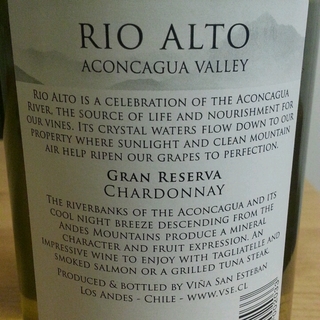 RIO ALTO
ACONCAGUA VALLEY
RIO ALTO IS A CELEBRATION OF THE ACONCAGUA
RIVER, THE SOURCE OF LIFE AND NOURISHMENT FOR
OUR VINES. ITS CRYSTAL WATERS FLOW DOWN TO OUR
PROPERTY WHERE SUNLIGHT AND CLEAN MOUNTAIN
AIR HELP RIPEN OUR GRAPES TO PERFECTION.
GRAN RESERVA
CHARDONNAY
THE RIVERBANKS OF THE ACONCAGUA AND ITS
COOL NIGHT BREEZE DESCENDING FROM THE
ANDES MOUNTAINS PRODUCE A MINERAL
CHARACTER AND FRUIT EXPRESSION. AN
IMPRESSIVE WINE TO ENJOY WITH TAGLIATELLE AND
SMOKED SALMON OR A GRILLED TUNA STEAK.
PRODUCED & BOTTLED BY VIÑA SAN ESTEBAN
LOS ANDES - CHILE - WWW.VSE.CL